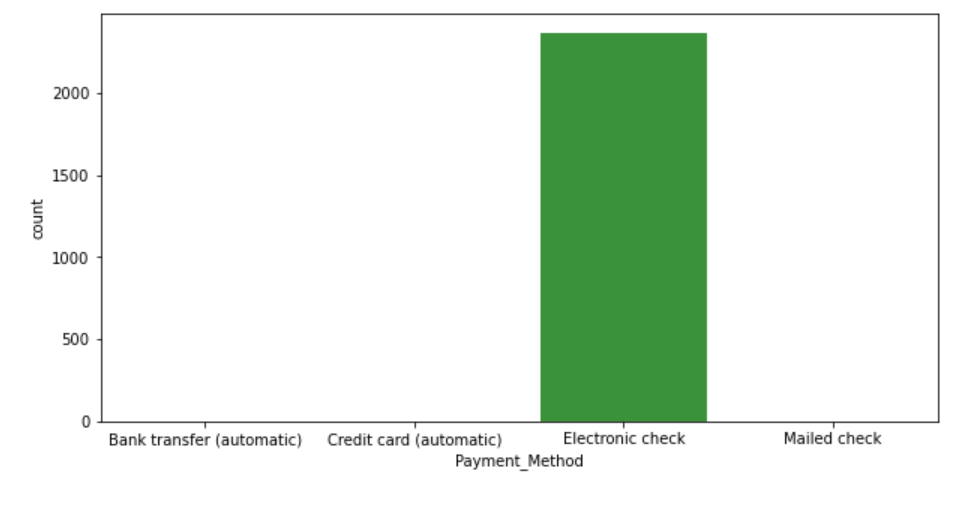 2000
1500
count
1000
500
0
Bank transfer (automatic) Credit card (automatic) Electronic check Mailed check
Payment_Method